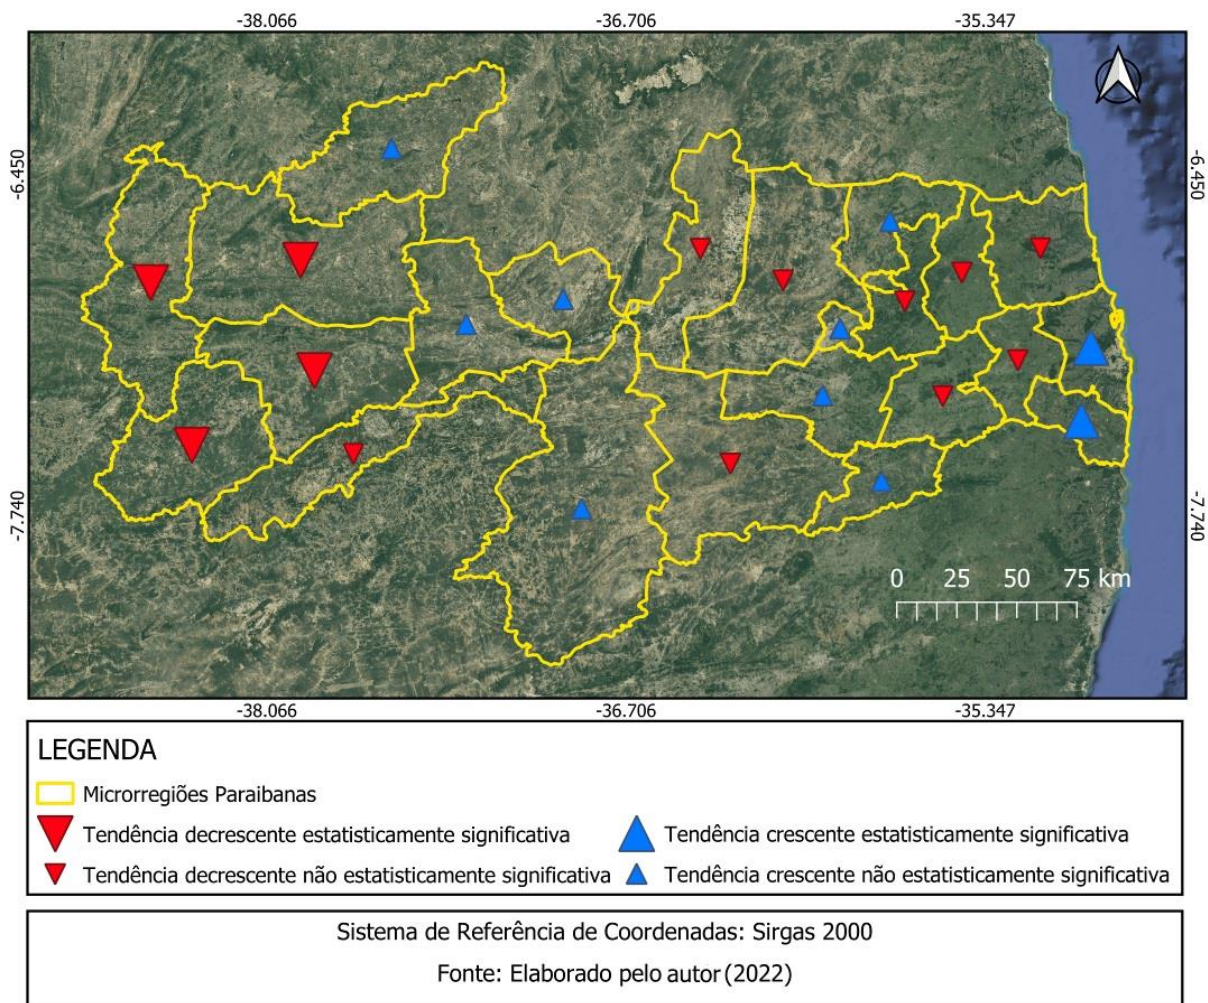 -38.066 -36.706 -35.347
-6.450 -6.450
-7.740 -7.740
0 25 50 75 km
-38.066 -36.706 -35.347
LEGENDA
Microrregiões Paraibanas
Tendência decrescente estatisticamente significativa Tendência crescente estatisticamente significativa
Tendência decrescente não estatisticamente significativa Tendência crescente não estatisticamente significativa
Sistema de Referência de Coordenadas: Sirgas 2000
Fonte: Elaborado pelo autor (2022)